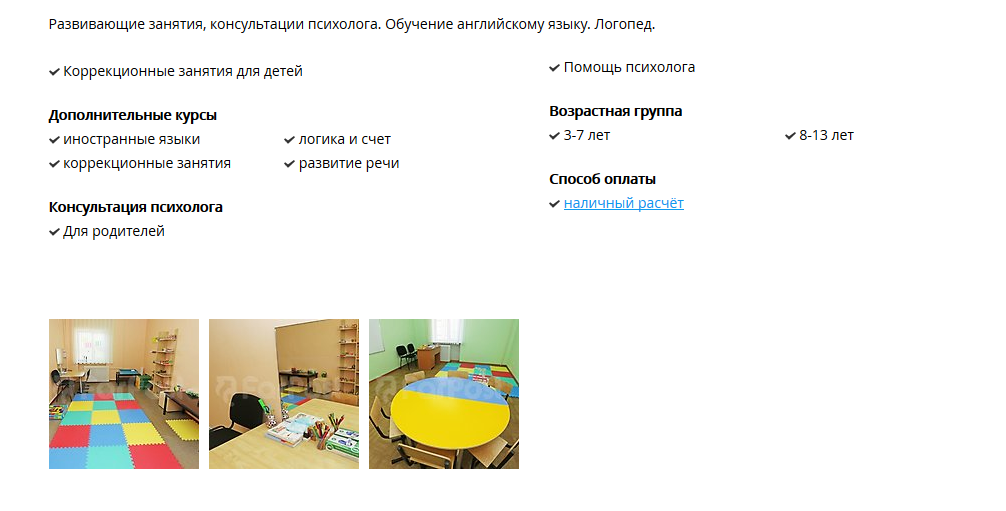 Развивающие занятия, консультации психолога. Обучение английскому языку. Логопед.
Коррекционные занятия для детей
Дополнительные курсы
иностранные языки
логика и счет
коррекционные занятия
развитие речи
Консультация психолога
Для родителей
Помощь психолога
Возрастная группа
3-7 лет
8-13 лет
Способ оплаты
наличный расчёт